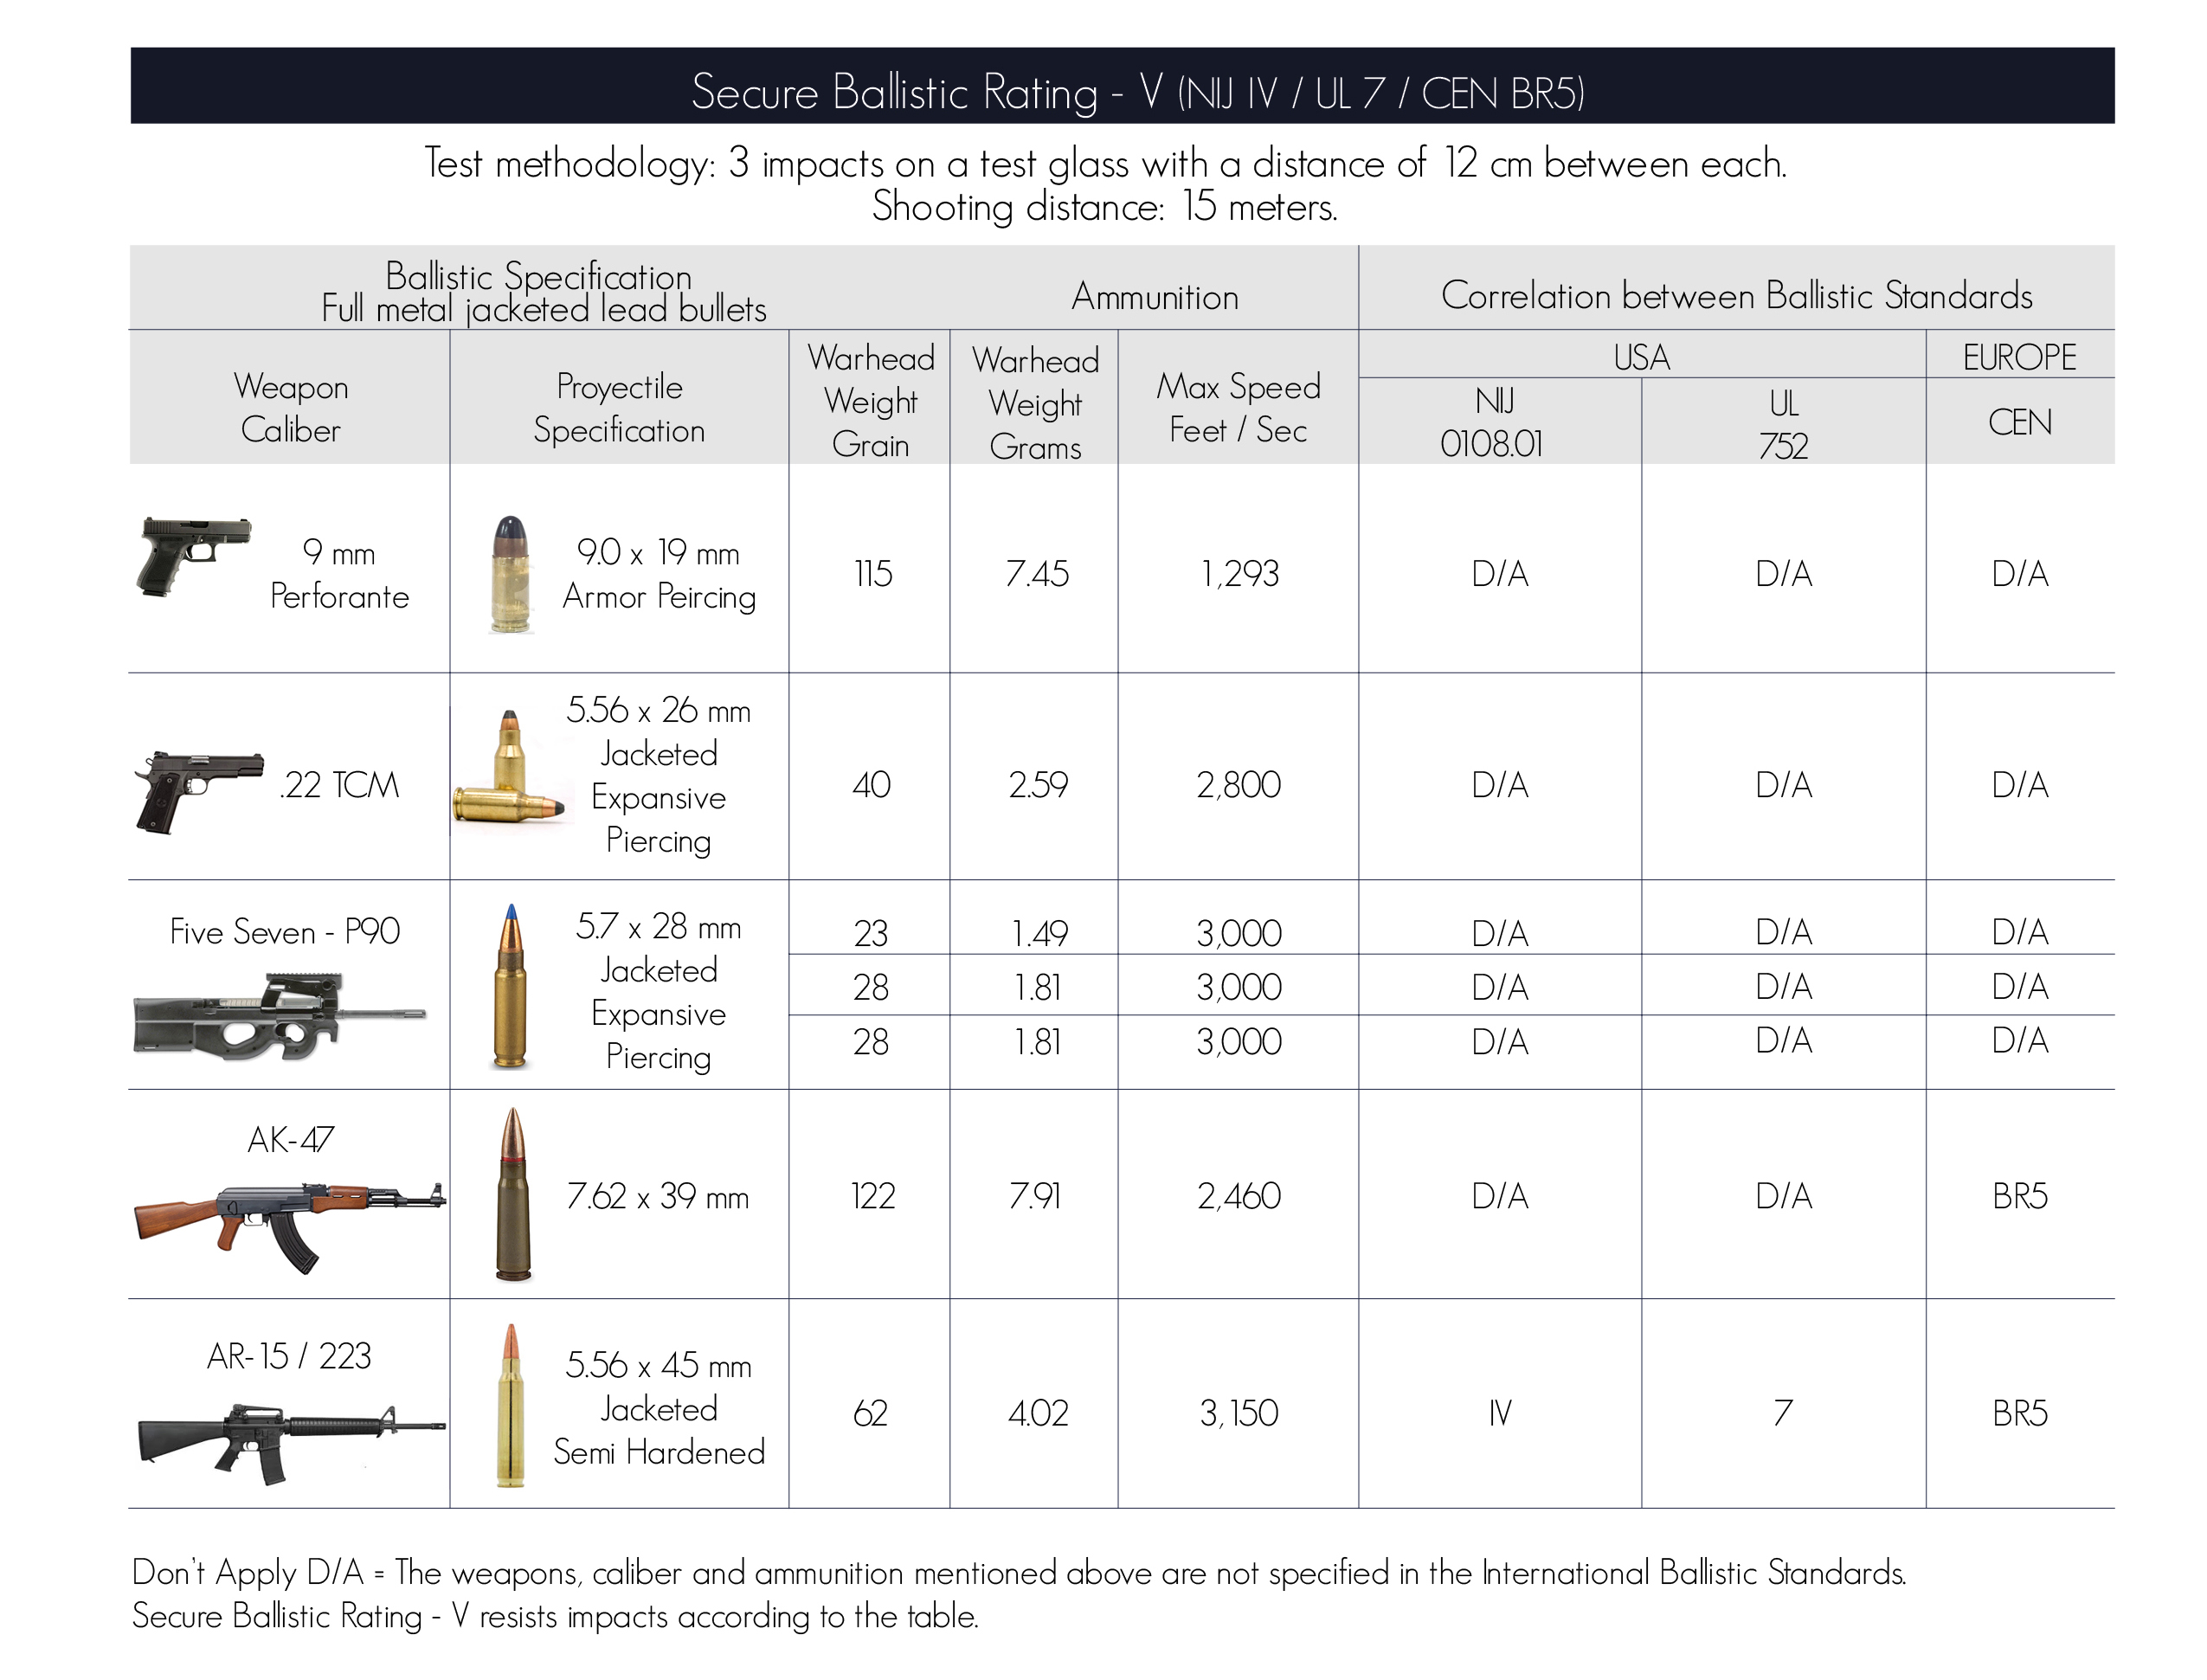 Secure Ballistic Rating - V (NIJ IV / UL 7 / CEN BR5)
Test methodology: 3 impacts on a test glass with a distance of 12 cm between each.
Shooting distance: 15 meters.
Ballistic Specification
Full metal jacketed lead bullets
Ammunition
Correlation between Ballistic Standards
Weapon
Caliber
Proyectile
Specification
Warhead
Weight
Grain
Warhead
Weight
Grams
Max Speed
Feet / Sec
USA
EUROPE
NIJ
0108.01
UL
752
CEN
9 mm
Perforante
9.0 x 19 mm
Armor Peircing
115
7.45
1,293
D/A
D/A
D/A
.22 TCM
5.56 x 26 mm
Jacketed
Expansive
Piercing
40
2.59
2,800
D/A
D/A
D/A
Five Seven - P90
5.7 x 28 mm
Jacketed
Expansive
Piercing
23
1.49
3,000
D/A
D/A
D/A
28
1.81
3,000
D/A
D/A
D/A
28
1.81
3,000
D/A
D/A
D/A
AK-47
7.62 x 39 mm
122
7.91
2,460
D/A
D/A
BR5
AR-15 / 223
5.56 x 45 mm
Jacketed
Semi Hardened
62
4.02
3,150
IV
7
BR5
Don't Apply D/A = The weapons, caliber and ammunition mentioned above are not specified in the International Ballistic Standards.
Secure Ballistic Rating - V resists impacts according to the table.